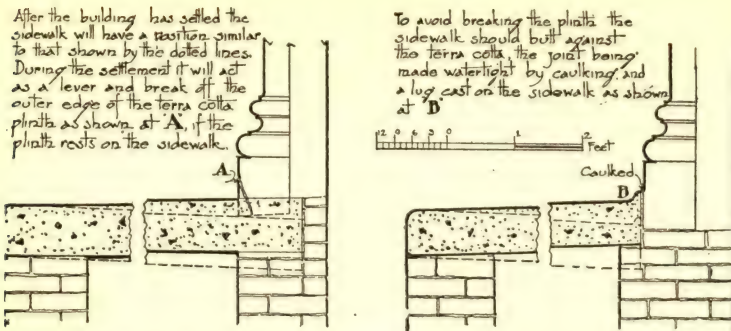 After the building has settled the
sidewalk will have a position similar
to that shown by the dotted lines.
During the settlement it will act
as a lever and break off the
outer edge of the terra cotta
plinth as shown at "A", if the
plinth rests on the sidewalk.
A
To avoid breaking the plinth the
sidewalk should butt against
the terra cotta, the joint being
made watertight by caulking, and
a lug cast on the sidewalk as shown
at "B"
12 9 6 3 0 1 2
Feet
Caulked
B